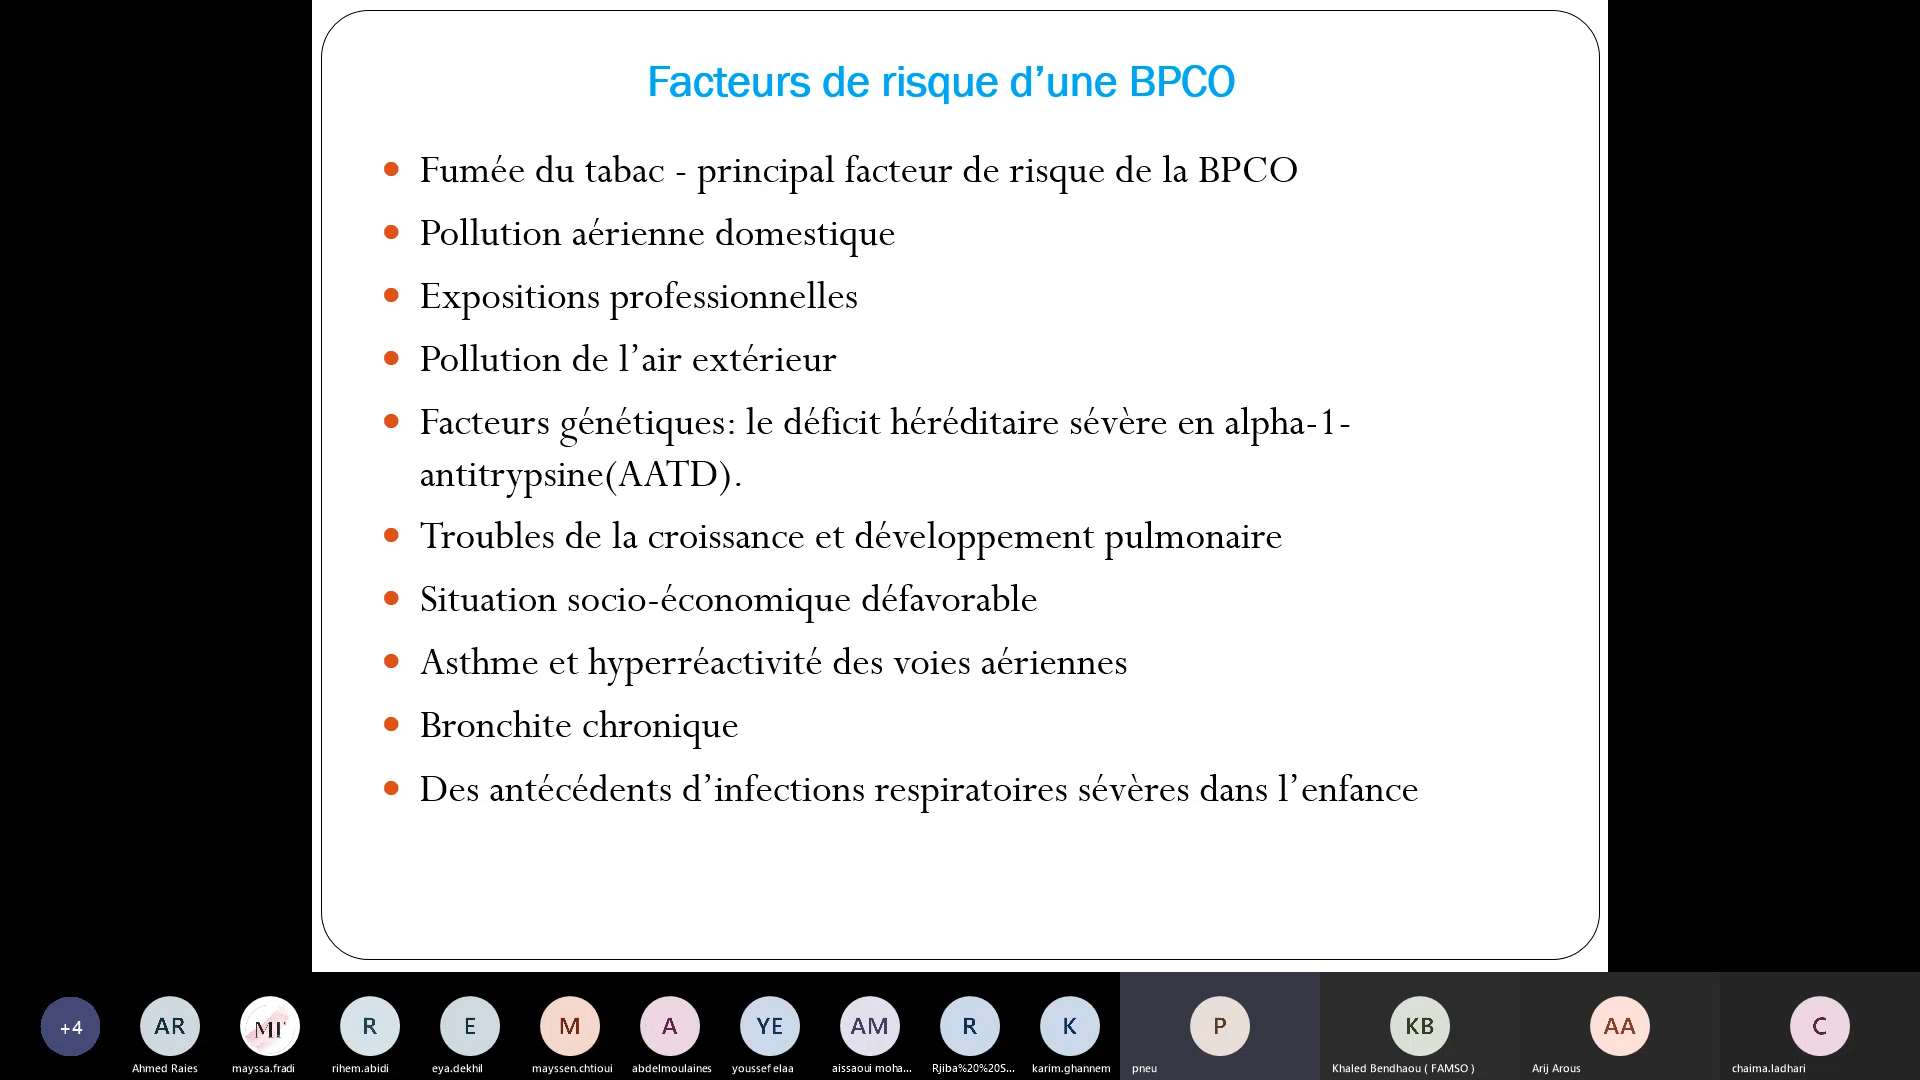 Facteurs de risque d’une BPCO
Fumée du tabac - principal facteur de risque de la BPCO
Pollution aérienne domestique
Expositions professionnelles
Pollution de l’air extérieur
Facteurs génétiques: le déficit héréditaire sévère en alpha-1-
antitrypsine(AATD).
Troubles de la croissance et développement pulmonaire
Situation socio-économique défavorable
Asthme et hyperréactivité des voies aériennes
Bronchite chronique
Des antécédents d’infections respiratoires sévères dans l’enfance
+4 AR MF R E M A YE AM R K P KB AA C
Ahmed Raies mayssa.fradi rihem.abidi eya.dekhil mayssen.chtioui abdelmoulaines youssef elaa aissaoui moha... Rjiba%20%20S... karim.ghannem pneu Khaled Bendhaou ( FAMSO ) Arij Arous chaima.ladhari